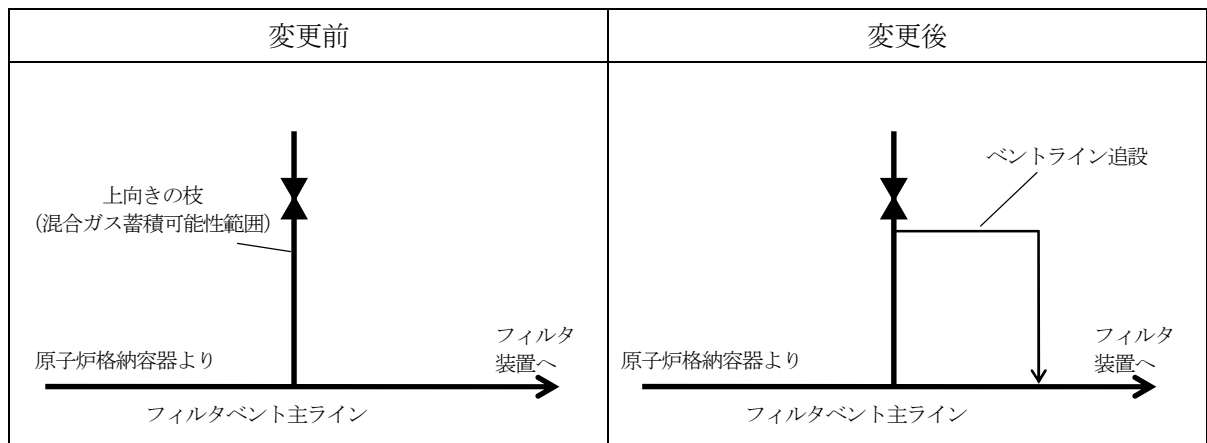 変更前
変更後
上向きの枝
(混合ガス蓄積可能性範囲)
原子炉格納容器より
フィルタ
装置へ
フィルタベント主ライン
ベントライン追設
原子炉格納容器より
フィルタ
装置へ
フィルタベント主ライン